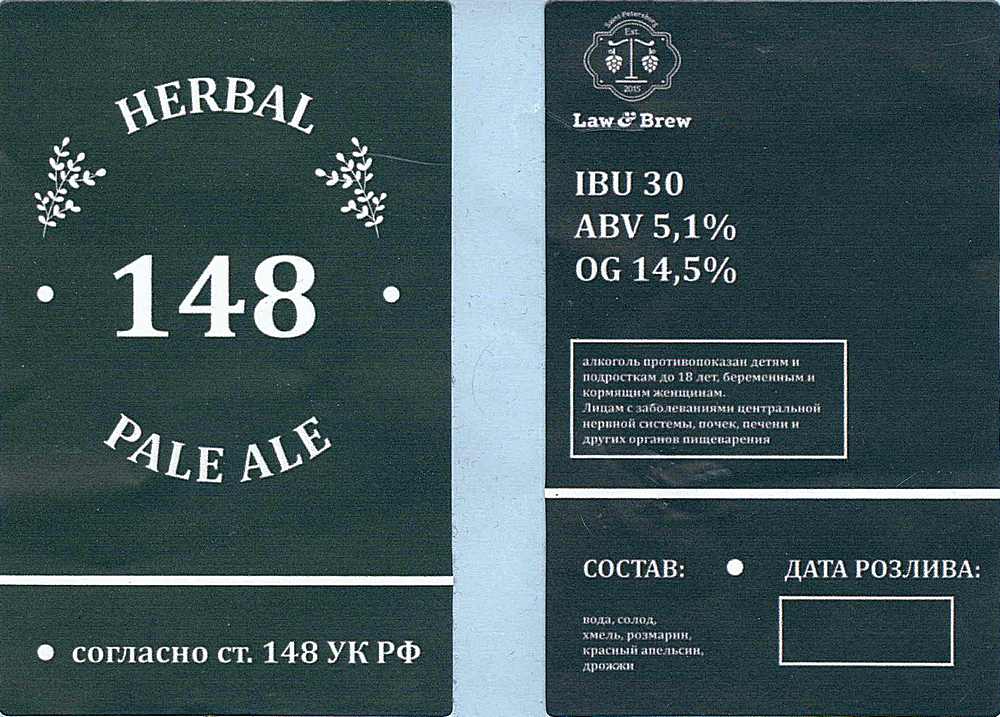 HERBAL
148
PALE ALE
согласно ст. 148 УК РФ
Saint-Petersburg
Est.
2015
Law & Brew
IBU 30
ABV 5,1%
OG 14,5%
алкоголь противопоказан детям и
подросткам до 18 лет, беременным и
кормящим женщинам.
Лицам с заболеваниями центральной
нервной системы, почек, печени и
других органов пищеварения
СОСТАВ:
вода, солод,
хмель, розмарин,
красный апельсин,
дрожжи
ДАТА РОЗЛИВА: